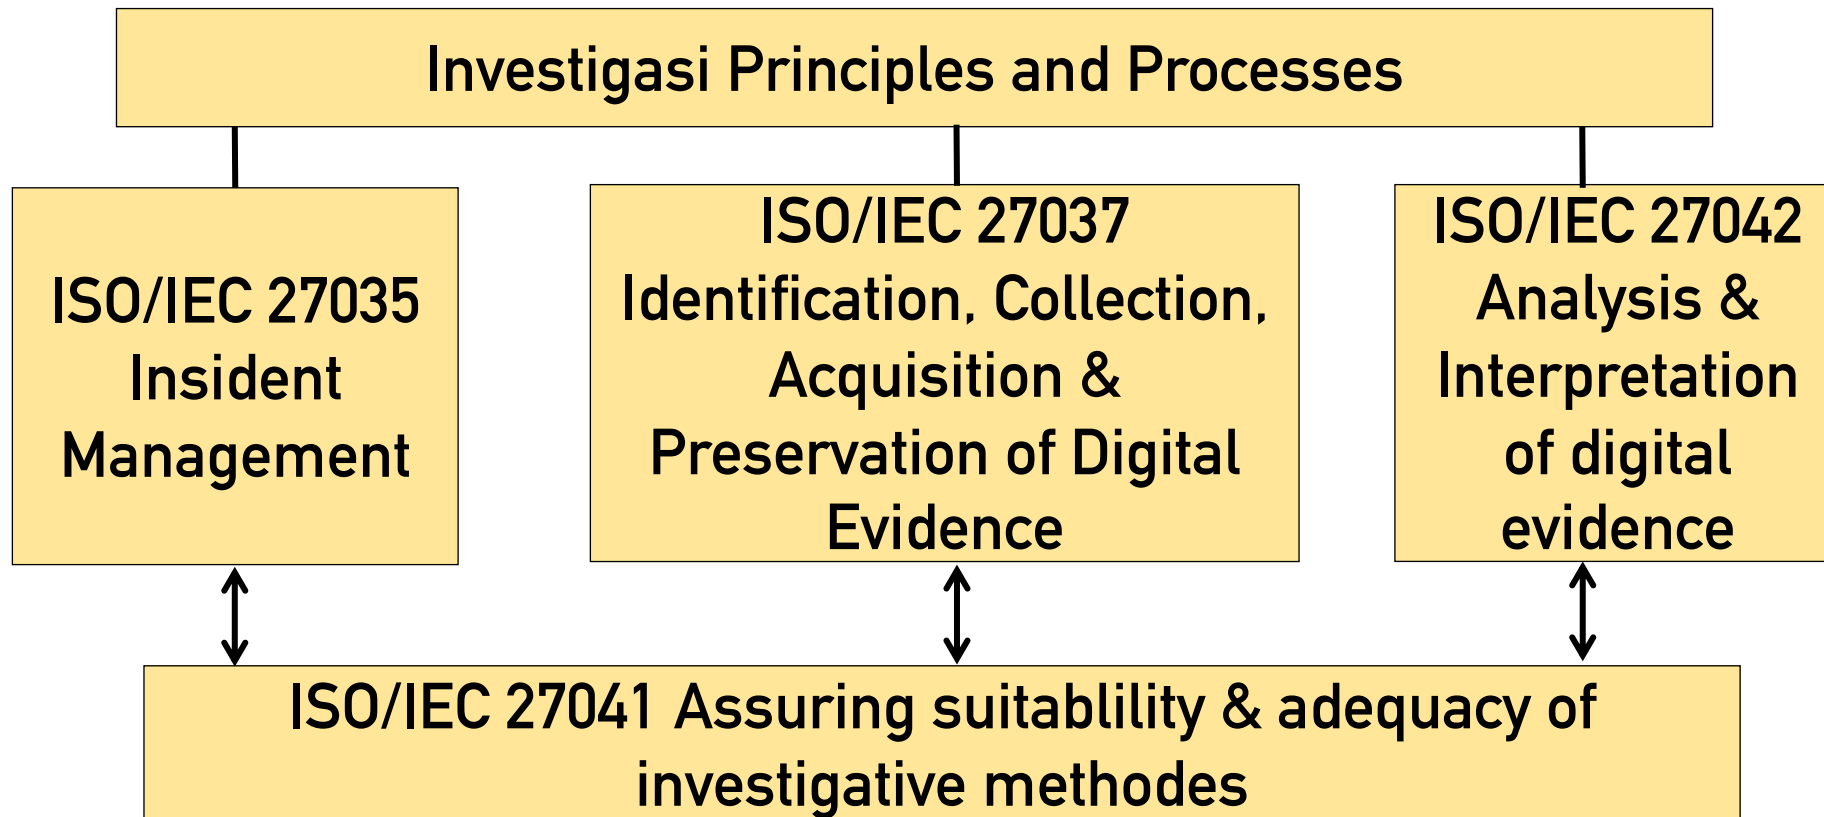 Investigasi Principles and Processes
ISO/IEC 27035
Insident
Management
ISO/IEC 27037
Identification, Collection,
Acquisition &
Preservation of Digital
Evidence
ISO/IEC 27042
Analysis &
Interpretation
of digital
evidence
ISO/IEC 27041 Assuring suitablility & adequacy of
investigative methodes